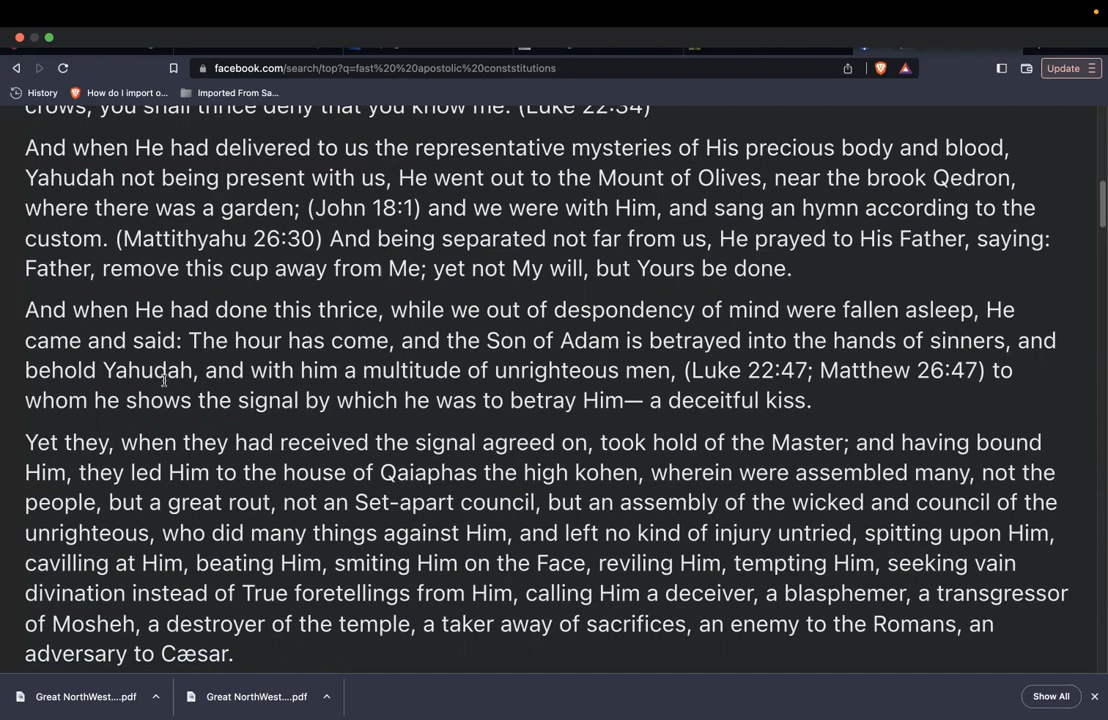 facebook.com/search/top?q=fast%20%20apostolic%20conststitutions
Update
History
How do I import o...
Imported From Sa...
crows, you shall thrice deny that you know me. (Luke 22:34)
And when He had delivered to us the representative mysteries of His precious body and blood,
Yahudah not being present with us, He went out to the Mount of Olives, near the brook Qedron,
where there was a garden; (John 18:1) and we were with Him, and sang an hymn according to the
custom. (Mattithyahu 26:30) And being separated not far from us, He prayed to His Father, saying:
Father, remove this cup away from Me; yet not My will, but Yours be done.
And when He had done this thrice, while we out of despondency of mind were fallen asleep, He
came and said: The hour has come, and the Son of Adam is betrayed into the hands of sinners, and
behold Yahudah, and with him a multitude of unrighteous men, (Luke 22:47; Matthew 26:47) to
whom he shows the signal by which he was to betray Him— a deceitful kiss.
Yet they, when they had received the signal agreed on, took hold of the Master; and having bound
Him, they led Him to the house of Qaiaphas the high kohen, wherein were assembled many, not the
people, but a great rout, not an Set-apart council, but an assembly of the wicked and council of the
unrighteous, who did many things against Him, and left no kind of injury untried, spitting upon Him,
cavilling at Him, beating Him, smiting Him on the Face, reviling Him, tempting Him, seeking vain
divination instead of True foretellings from Him, calling Him a deceiver, a blasphemer, a transgressor
of Mosheh, a destroyer of the temple, a taker away of sacrifices, an enemy to the Romans, an
adversary to Cæsar.
Great NorthWest....pdf
Great NorthWest....pdf
Show All